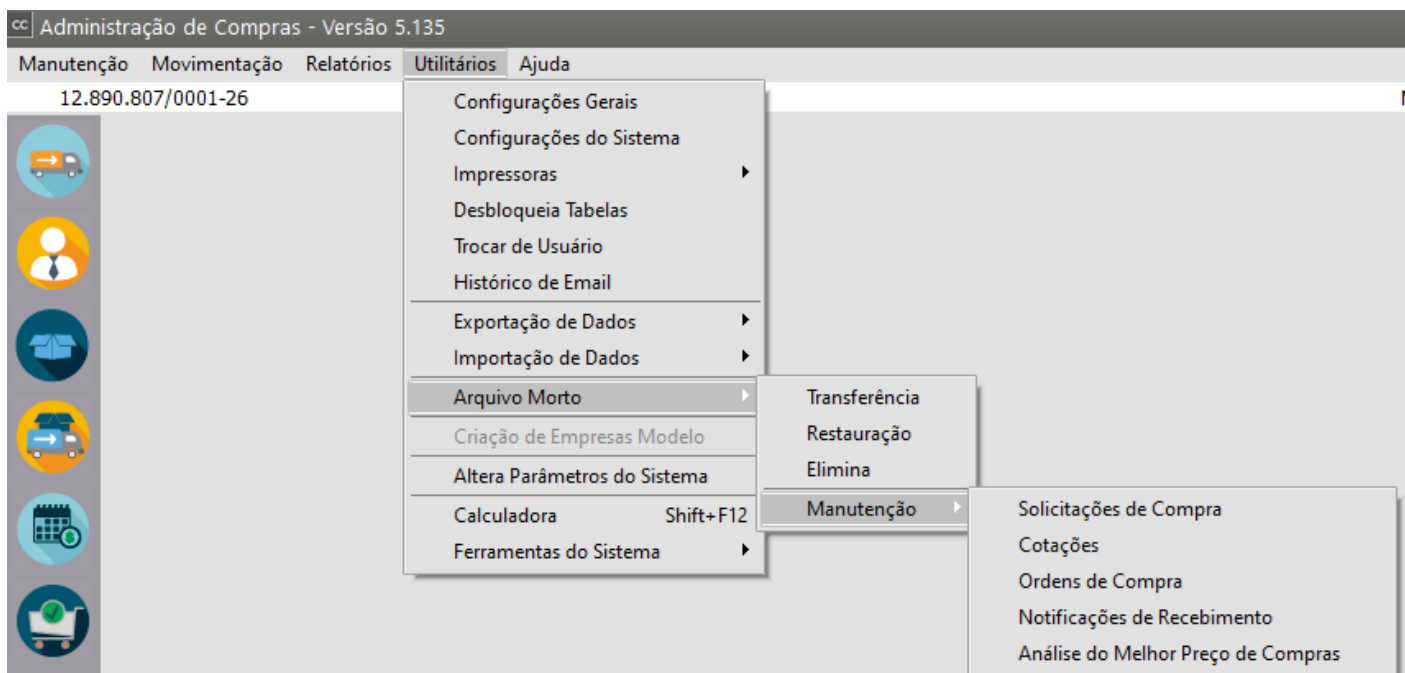 cc Administração de Compras - Versão 5.135
Manutenção Movimentação Relatórios Utilitários Ajuda
12.890.807/0001-26
Configurações Gerais
Configurações do Sistema
Impressoras
Desbloqueia Tabelas
Trocar de Usuário
Histórico de Email
Exportação de Dados
Importação de Dados
Arquivo Morto
Criação de Empresas Modelo
Altera Parâmetros do Sistema
Calculadora Shift+F12
Ferramentas do Sistema
Transferência
Restauração
Elimina
Manutenção
Solicitações de Compra
Cotações
Ordens de Compra
Notificações de Recebimento
Análise do Melhor Preço de Compras